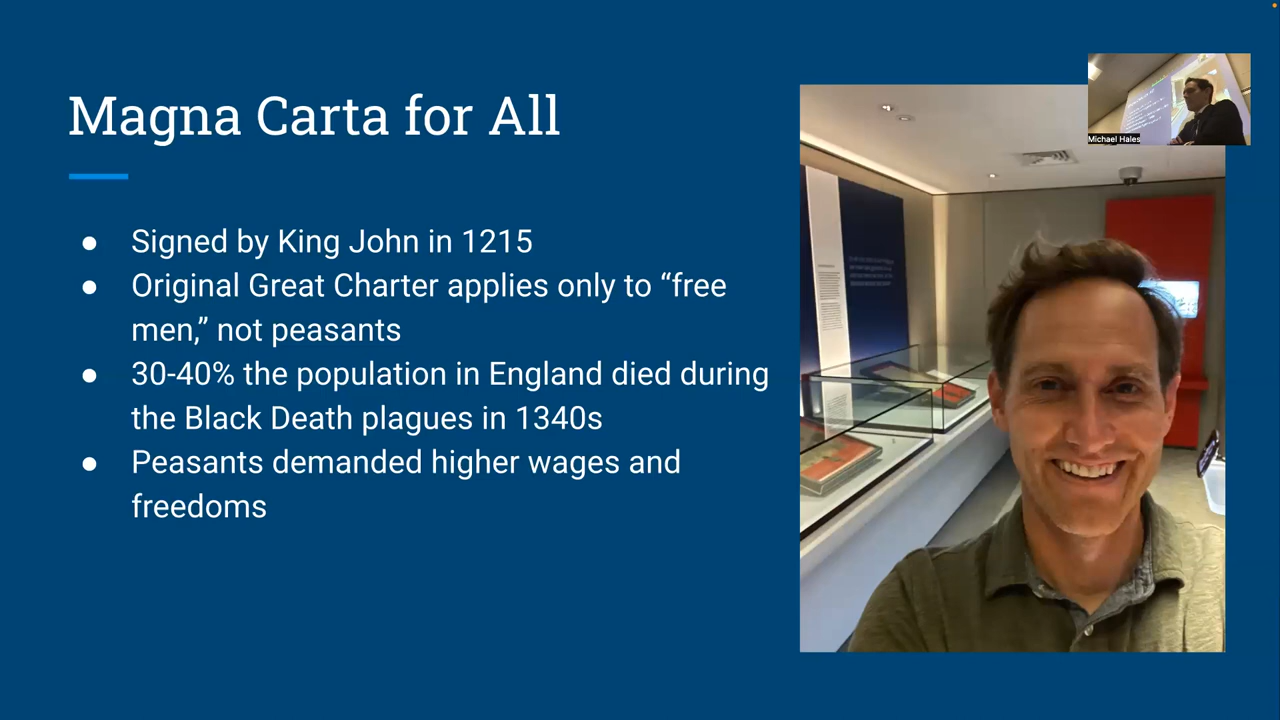 Magna Carta for All
● Signed by King John in 1215
● Original Great Charter applies only to “free
men,” not peasants
● 30-40% the population in England died during
the Black Death plagues in 1340s
● Peasants demanded higher wages and
freedoms
Michael Hales